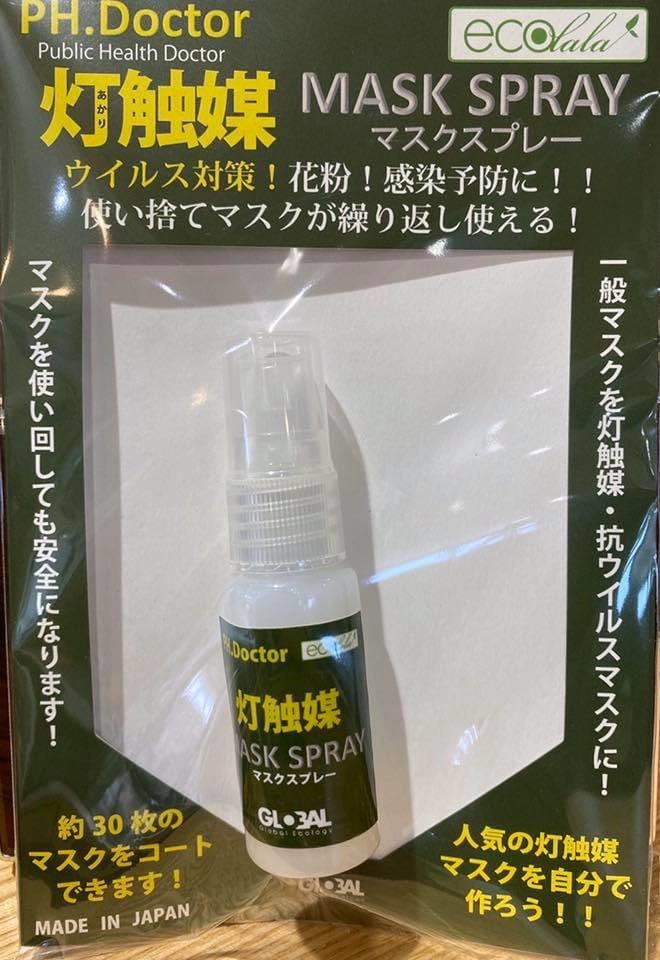 PH.Doctor
Public Health Doctor
ecolala
灯触媒
あかり
MASK SPRAY
マスクスプレー
ウイルス対策！花粉！感染予防に！！
使い捨てマスクが繰り返し使える！
一般マスクを灯触媒・抗ウイルスマスクに！
マスクを使い回しても安全になります！
PH.Doctor
ecolala
灯触媒
MASK SPRAY
マスクスプレー
GLOBAL
Global Ecology
約30枚の
マスクをコート
できます！
MADE IN JAPAN
人気の灯触媒
マスクを自分で
作ろう！！
GLOBAL